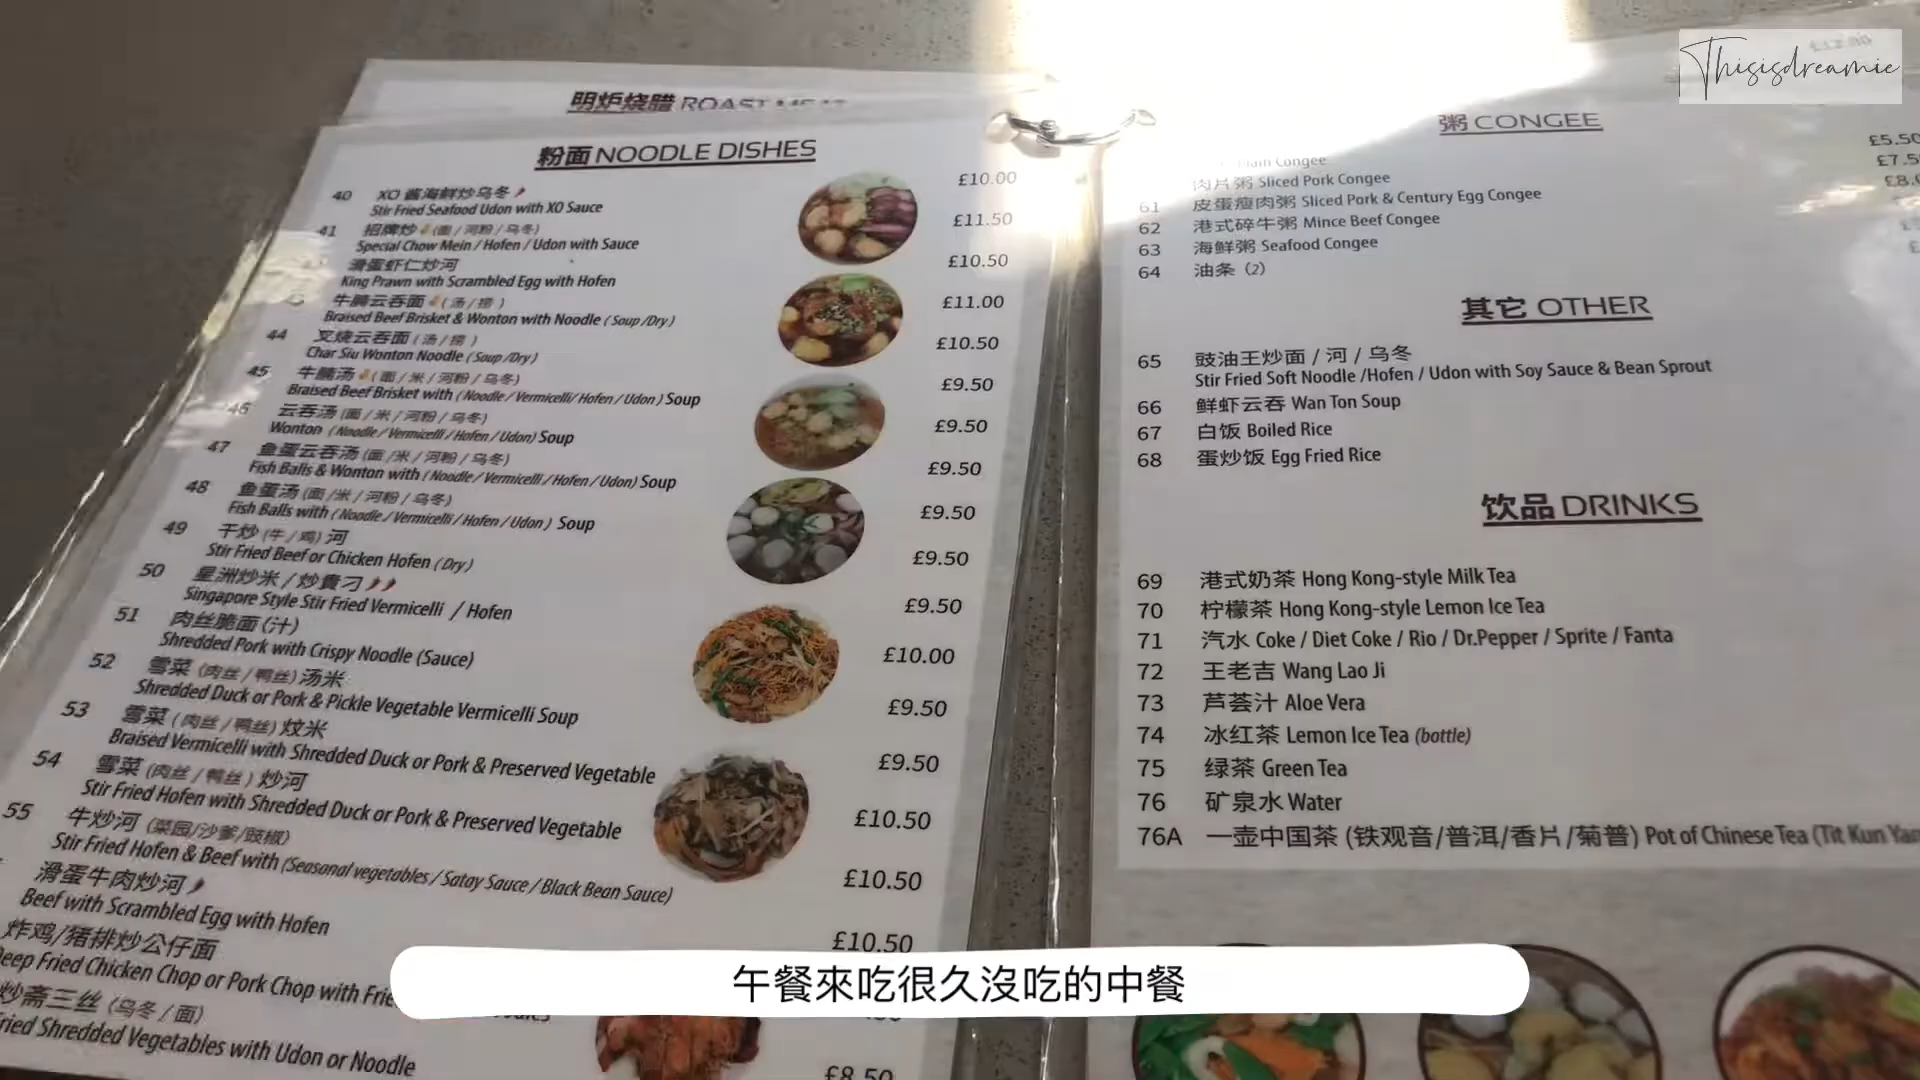 Thisisdreamie
明炉烧腊 ROAST MEAT
粉面 NOODLE DISHES
40 XO 酱海鲜炒乌冬 £10.00
Stir Fried Seafood Udon with XO Sauce
41 招牌炒 (面 / 河粉 / 乌冬) £11.50
Special Chow Mein / Hofen / Udon with Sauce
滑蛋虾仁炒河 £10.50
King Prawn with Scrambled Egg with Hofen
牛腩云吞面 (汤 / 捞) £11.00
Braised Beef Brisket & Wonton with Noodle (Soup /Dry)
44 叉烧云吞面 (汤 / 捞) £10.50
Char Siu Wonton Noodle (Soup /Dry)
45 牛腩汤 (面 / 米 / 河粉 / 乌冬) £9.50
Braised Beef Brisket with (Noodle / Vermicelli/ Hofen / Udon) Soup
46 云吞汤 (面 / 米 / 河粉 / 乌冬) £9.50
Wonton (Noodle / Vermicelli / Hofen / Udon) Soup
47 鱼蛋云吞汤 (面 / 米 / 河粉 / 乌冬) £9.50
Fish Balls & Wonton with (Noodle / Vermicelli / Hofen / Udon) Soup
48 鱼蛋汤 (面 / 米 / 河粉 / 乌冬) £9.50
Fish Balls with (Noodle / Vermicelli / Hofen / Udon) Soup
49 干炒 (牛 / 鸡) 河 £9.50
Stir Fried Beef or Chicken Hofen (Dry)
50 星洲炒米 / 炒貴刁 £9.50
Singapore Style Stir Fried Vermicelli / Hofen
51 肉丝脆面 (汁) £10.00
Shredded Pork with Crispy Noodle (Sauce)
52 雪菜 (肉丝 / 鸭丝) 汤米 £9.50
Shredded Duck or Pork & Pickle Vegetable Vermicelli Soup
53 雪菜 (肉丝 / 鸭丝) 炆米 £9.50
Braised Vermicelli with Shredded Duck or Pork & Preserved Vegetable
54 雪菜 (肉丝 / 鸭丝) 炒河 £10.50
Stir Fried Hofen with Shredded Duck or Pork & Preserved Vegetable
55 牛炒河 (菜园/沙爹/豉椒) £10.50
Stir Fried Hofen & Beef with (Seasonal vegetables / Satay Sauce / Black Bean Sauce)
滑蛋牛肉炒河 £10.50
Beef with Scrambled Egg with Hofen
炸鸡/猪排炒公仔面
Deep Fried Chicken Chop or Pork Chop with
炒斋三丝 (乌冬 / 面) £8.50
Fried Shredded Vegetables with Udon or Noodle
粥 CONGEE
Plain Congee £5.50
肉片粥 Sliced Pork Congee
61 皮蛋瘦肉粥 Sliced Pork & Century Egg Congee
62 港式碎牛粥 Mince Beef Congee
63 海鲜粥 Seafood Congee
64 油条 (2)
其它 OTHER
65 豉油王炒面 / 河 / 乌冬
Stir Fried Soft Noodle /Hofen / Udon with Soy Sauce & Bean Sprout
66 鲜虾云吞 Wan Ton Soup
67 白饭 Boiled Rice
68 蛋炒饭 Egg Fried Rice
饮品 DRINKS
69 港式奶茶 Hong Kong-style Milk Tea
70 柠檬茶 Hong Kong-style Lemon Ice Tea
71 汽水 Coke / Diet Coke / Rio / Dr.Pepper / Sprite / Fanta
72 王老吉 Wang Lao Ji
73 芦荟汁 Aloe Vera
74 冰红茶 Lemon Ice Tea (bottle)
75 绿茶 Green Tea
76 矿泉水 Water
76A 一壶中国茶 (铁观音/普洱/香片/菊普) Pot of Chinese Tea (Tit Kun Yam
午餐來吃很久沒吃的中餐